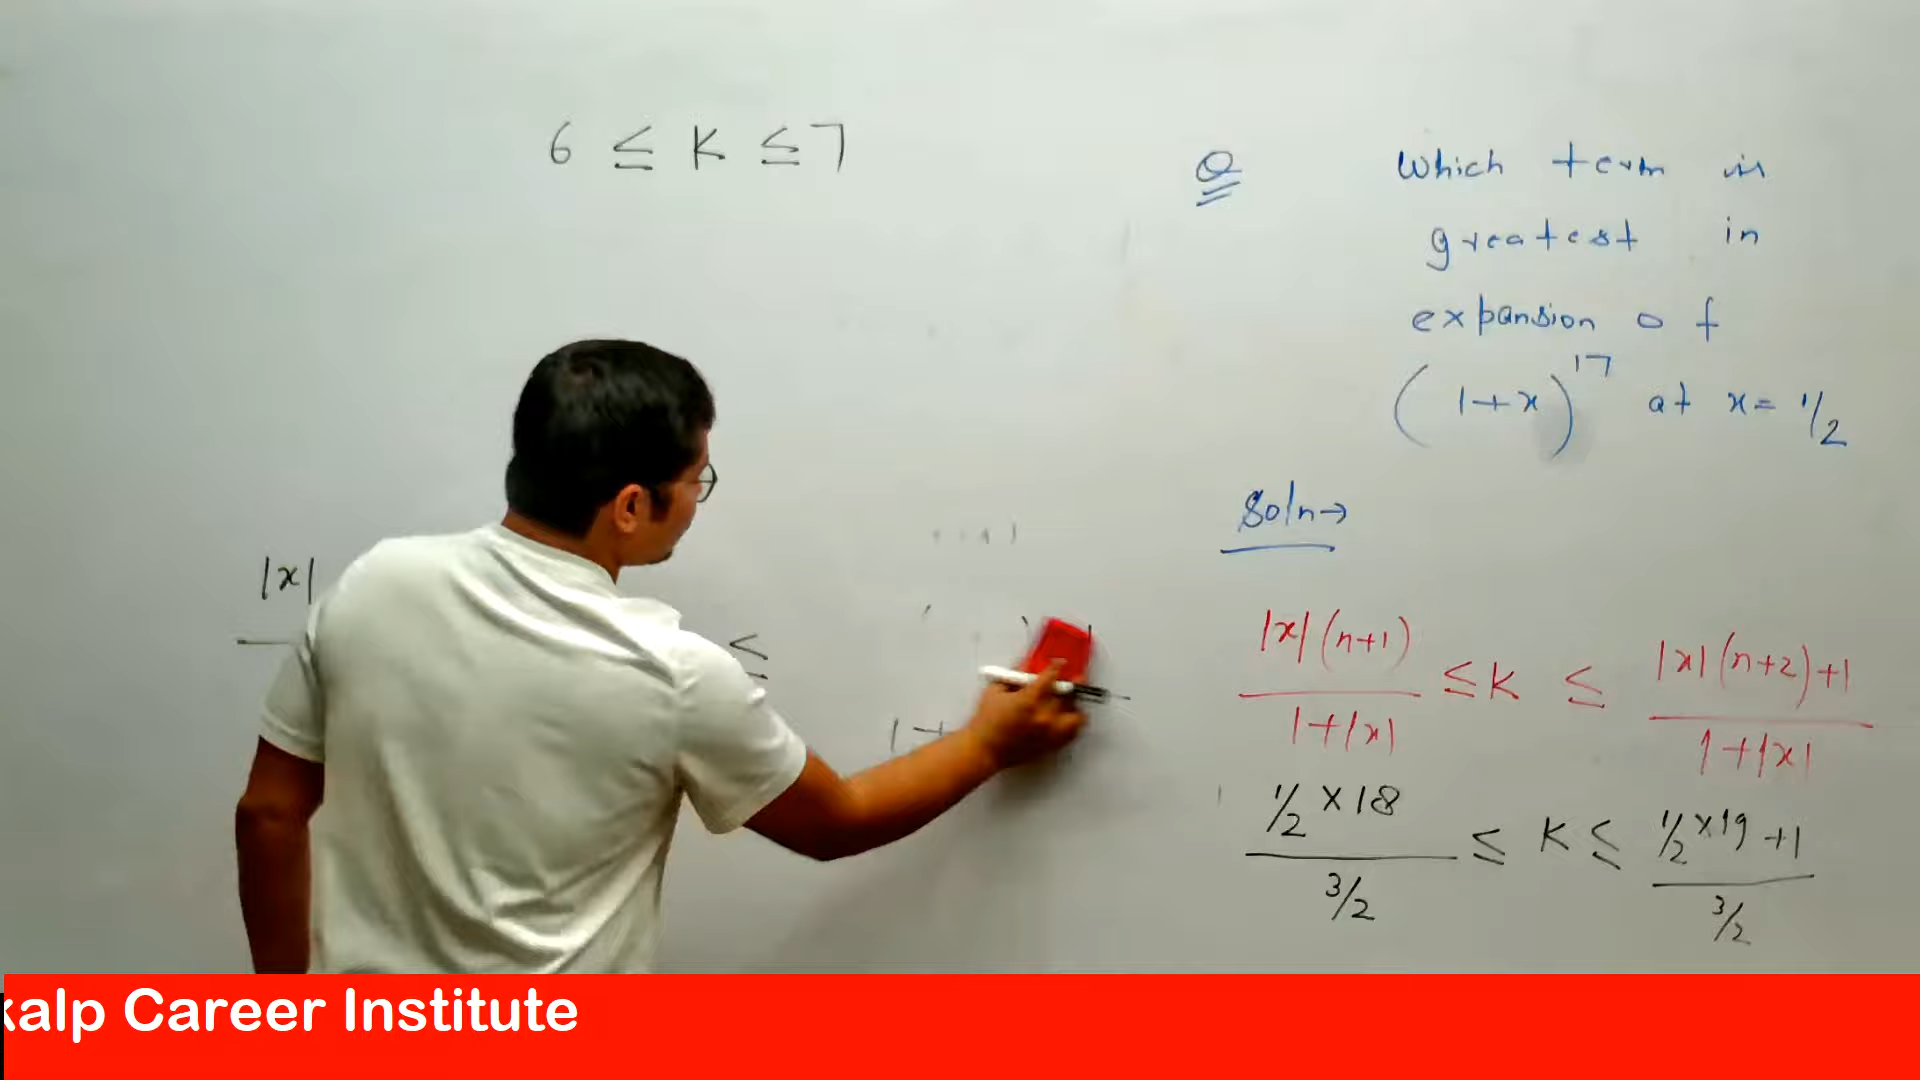 6 ≤ K ≤ 7
Q Which term is
greatest in
expansion of
(1+x)^17 at x = 1/2
Soln→
|x|
≤
1+
|x|(n+1)/1+|x| ≤ K ≤ |x|(n+2)+1/1+|x|
1/2 × 18/3/2 ≤ K ≤ 1/2 × 19 + 1/3/2
kalp Career Institute